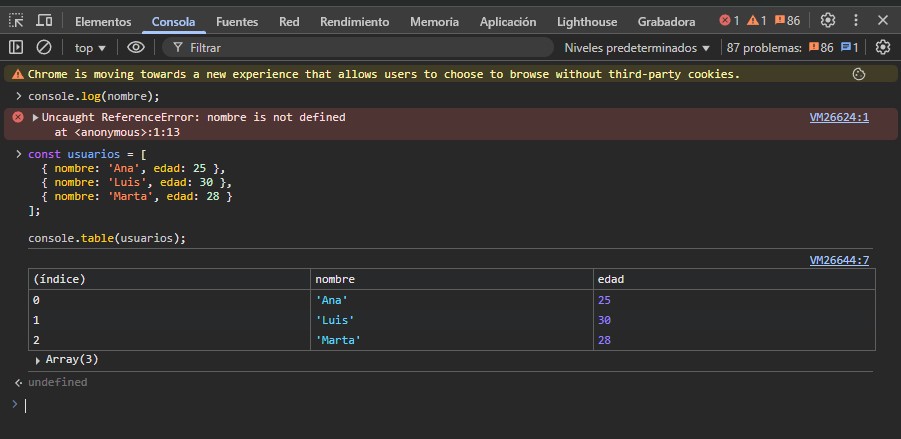 Elementos Consola Fuentes Red Rendimiento Memoria Aplicación Lighthouse Grabadora 1 1 86
top Filtrar Niveles predeterminados 87 problemas: 86 1
Chrome is moving towards a new experience that allows users to choose to browse without third-party cookies.
> console.log(nombre);
Uncaught ReferenceError: nombre is not defined VM26624:1
at <anonymous>:1:13
> const usuarios = [
{ nombre: 'Ana', edad: 25 },
{ nombre: 'Luis', edad: 30 },
{ nombre: 'Marta', edad: 28 }
];
console.table(usuarios);
VM26644:7
(índice) nombre edad
0 'Ana' 25
1 'Luis' 30
2 'Marta' 28
Array(3)
undefined
>